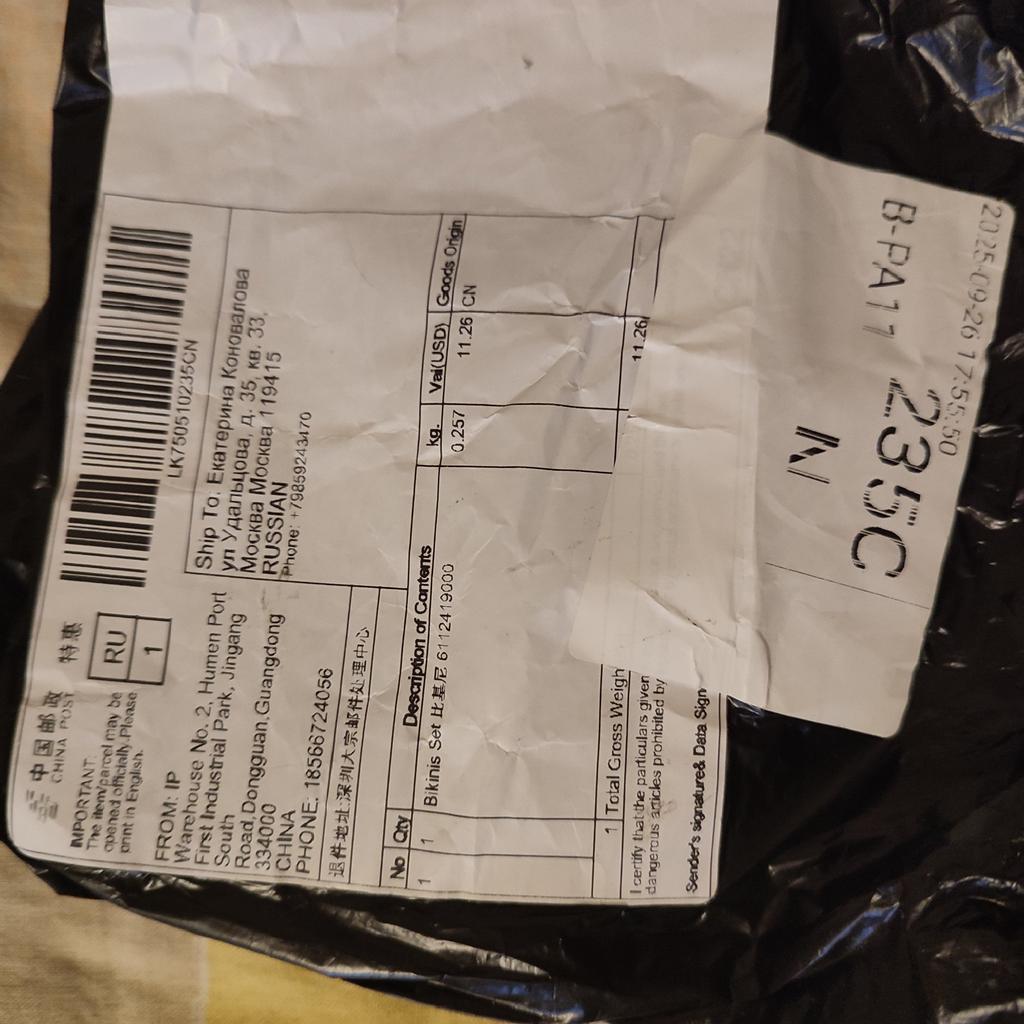 中国邮政
CHINA POST
特惠
IMPORTANT:
The item/parcel may be
opened officially.Please
print in English.
RU
1
LK750510235CN
FROM: IP
Warehouse No. 2, Humen Port
First Industrial Park, Jingang
South
Road,Dongguan,Guangdong
334000
CHINA
PHONE: 18566724056
退件地址:深圳大宗邮件处理中心
Ship To: Екатерина Коновалова
ул Удальцова, д. 35, кв. 33,
Москва Москва 119415
RUSSIAN
Phone: +79859243470
No Qty Description of Contents kg. Val(USD) Goods Origin
1 1 Bikinis Set 比基尼 6112419000 0.257 11.26 CN
1 Total Gross Weigh 11.26
I certify that the particulars given
dangerous articles prohibited by
Sender's signature& Data Sign
2025-09-26 17:55:50
B-PA11
235C
N